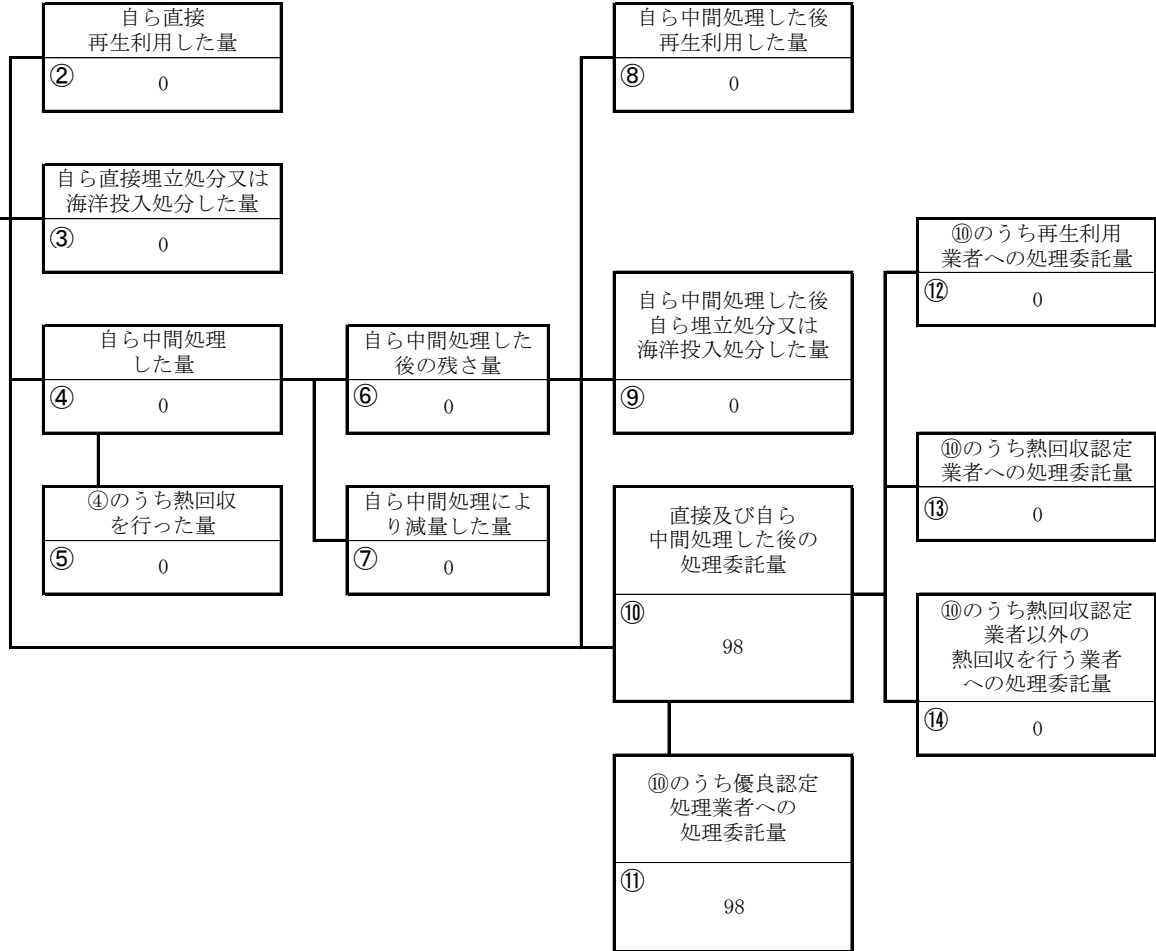 自ら直接
再生利用した量
②
0
自ら中間処理した後
再生利用した量
⑧
0
自ら直接埋立処分又は
海洋投入処分した量
③
0
⑩のうち再生利用
業者への処理委託量
⑫
0
自ら中間処理した後
自ら埋立処分又は
海洋投入処分した量
⑨
0
自ら中間処理
した量
④
0
自ら中間処理した
後の残さ量
⑥
0
⑩のうち熱回収認定
業者への処理委託量
⑬
0
④のうち熱回収
を行った量
⑤
0
自ら中間処理によ
り減量した量
⑦
0
直接及び自ら
中間処理した後の
処理委託量
⑩
98
⑩のうち熱回収認定
業者以外の
熱回収を行う業者
への処理委託量
⑭
0
⑩のうち優良認定
処理業者への
処理委託量
⑪
98